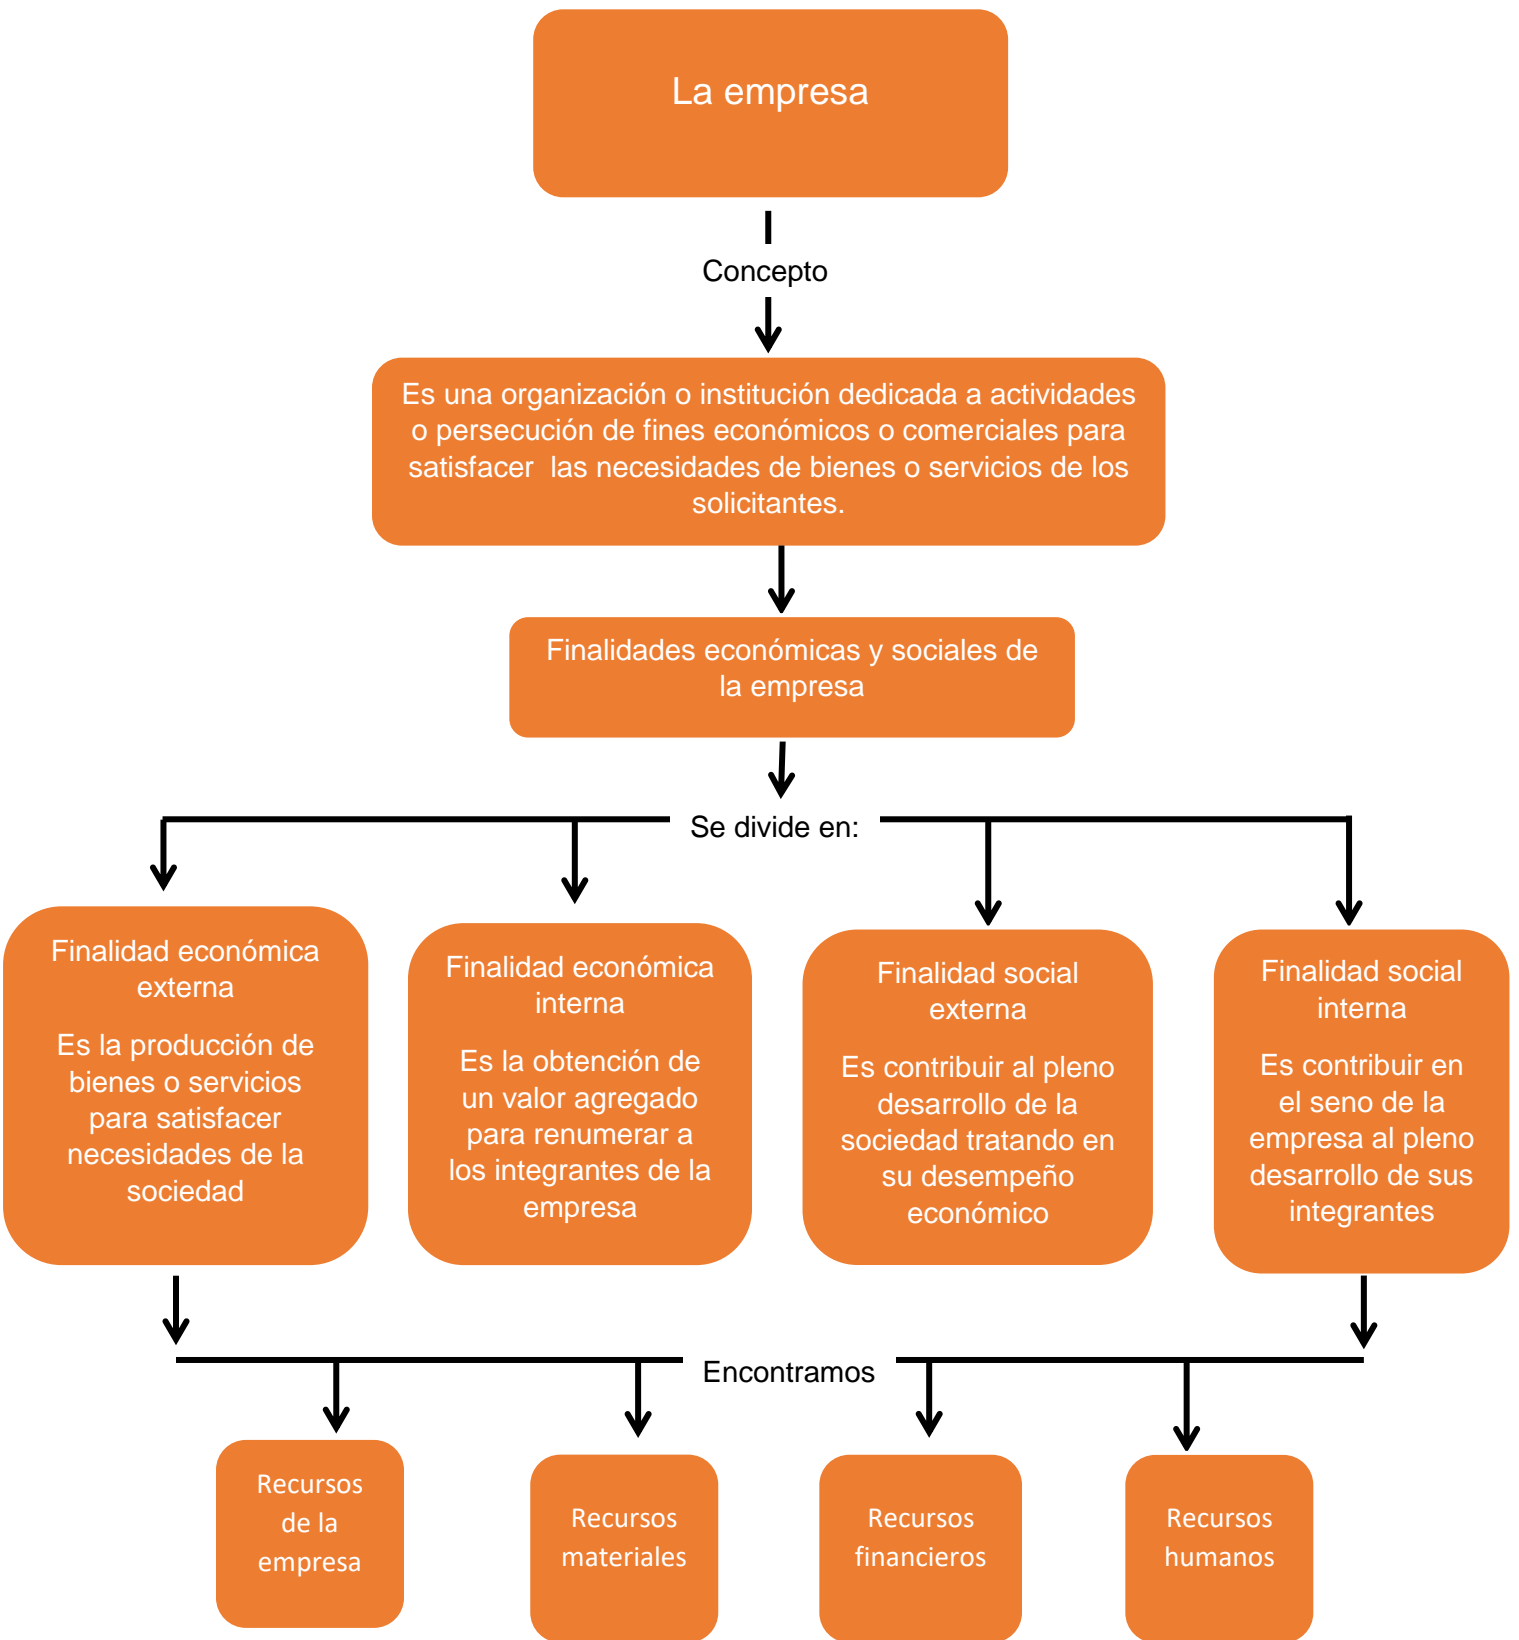 La empresa
Concepto
Es una organización o institución dedicada a actividades
o persecución de fines económicos o comerciales para
satisfacer  las necesidades de bienes o servicios de los
solicitantes.
Finalidades económicas y sociales de
la empresa
Se divide en:
Finalidad económica
externa
Es la producción de
bienes o servicios
para satisfacer
necesidades de la
sociedad
Finalidad económica
interna
Es la obtención de
un valor agregado
para renumerar a
los integrantes de la
empresa
Finalidad social
externa
Es contribuir al pleno
desarrollo de la
sociedad tratando en
su desempeño
económico
Finalidad social
interna
Es contribuir en
el seno de la
empresa al pleno
desarrollo de sus
integrantes
Encontramos
Recursos
de la
empresa
Recursos
materiales
Recursos
financieros
Recursos
humanos